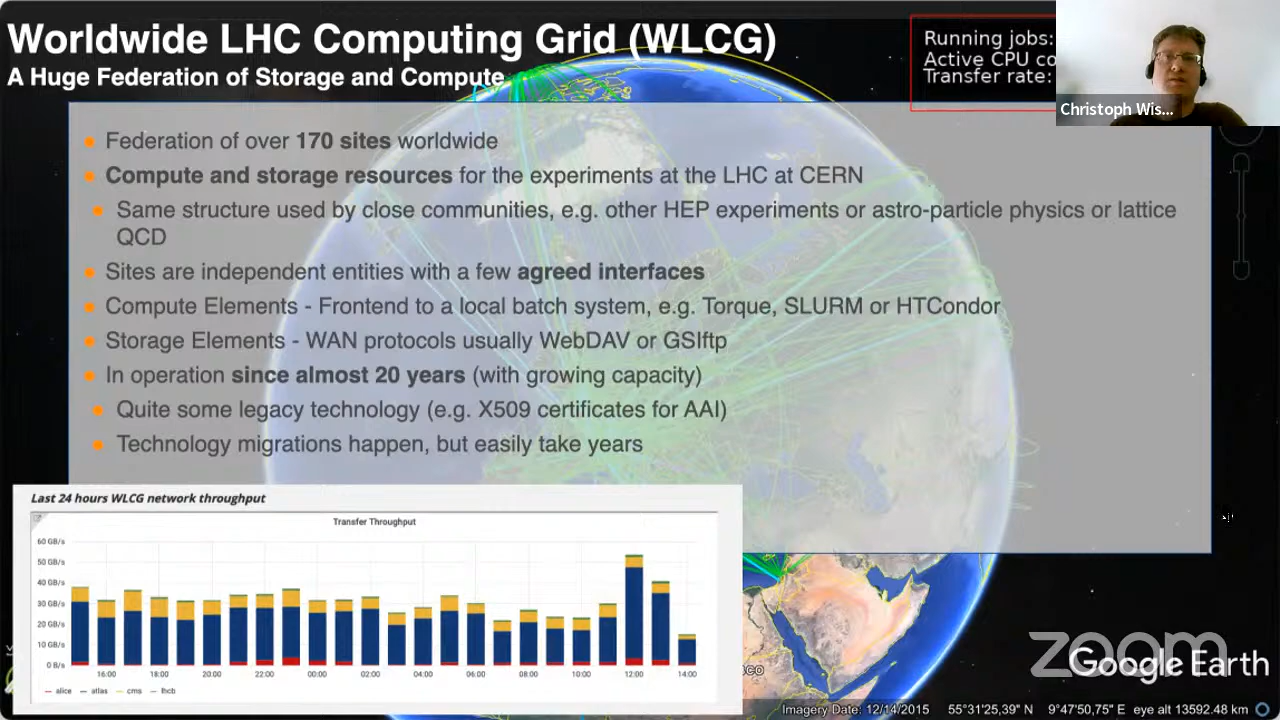 Worldwide LHC Computing Grid (WLCG)
A Huge Federation of Storage and Compute
Running jobs:
Active CPU co
Transfer rate:
Christoph Wis...
Federation of over 170 sites worldwide
Compute and storage resources for the experiments at the LHC at CERN
Same structure used by close communities, e.g. other HEP experiments or astro-particle physics or lattice
QCD
Sites are independent entities with a few agreed interfaces
Compute Elements - Frontend to a local batch system, e.g. Torque, SLURM or HTCondor
Storage Elements - WAN protocols usually WebDAV or GSIftp
In operation since almost 20 years (with growing capacity)
Quite some legacy technology (e.g. X509 certificates for AAI)
Technology migrations happen, but easily take years
Last 24 hours WLCG network throughput
Transfer Throughput
60 GB/s
50 GB/s
40 GB/s
30 GB/s
20 GB/s
10 GB/s
0 B/s
16:00 18:00 20:00 22:00 00:00 02:00 04:00 06:00 08:00 10:00 12:00 14:00
alice atlas cms lhcb
zoom
Google Earth
Imagery Date: 12/14/2015 55°31'25,39" N 9°47'50,75" E eye alt 13592.48 km